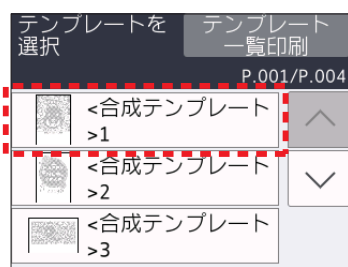 テンプレートを
選択
テンプレート
一覧印刷
P.001/P.004
<合成テンプレート
>1
<合成テンプレート
>2
<合成テンプレート
>3